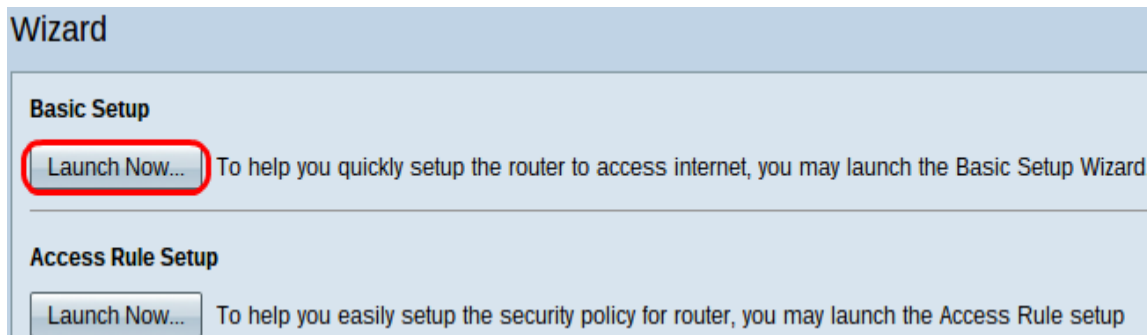 Wizard
Basic Setup
Launch Now... To help you quickly setup the router to access internet, you may launch the Basic Setup Wizard
Access Rule Setup
Launch Now... To help you easily setup the security policy for router, you may launch the Access Rule setup